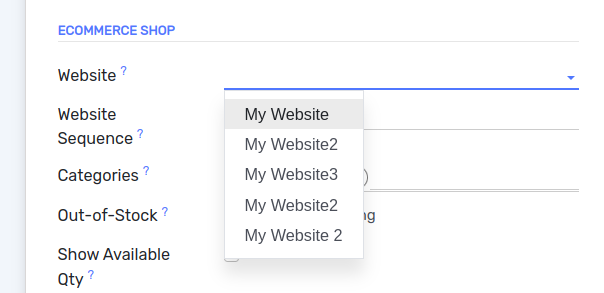 ECOMMERCE SHOP
Website ?
My Website
Website
Sequence ?
My Website2
My Website3
Categories ?
My Website2
Out-of-Stock ?
My Website 2
Show Available
Qty ?